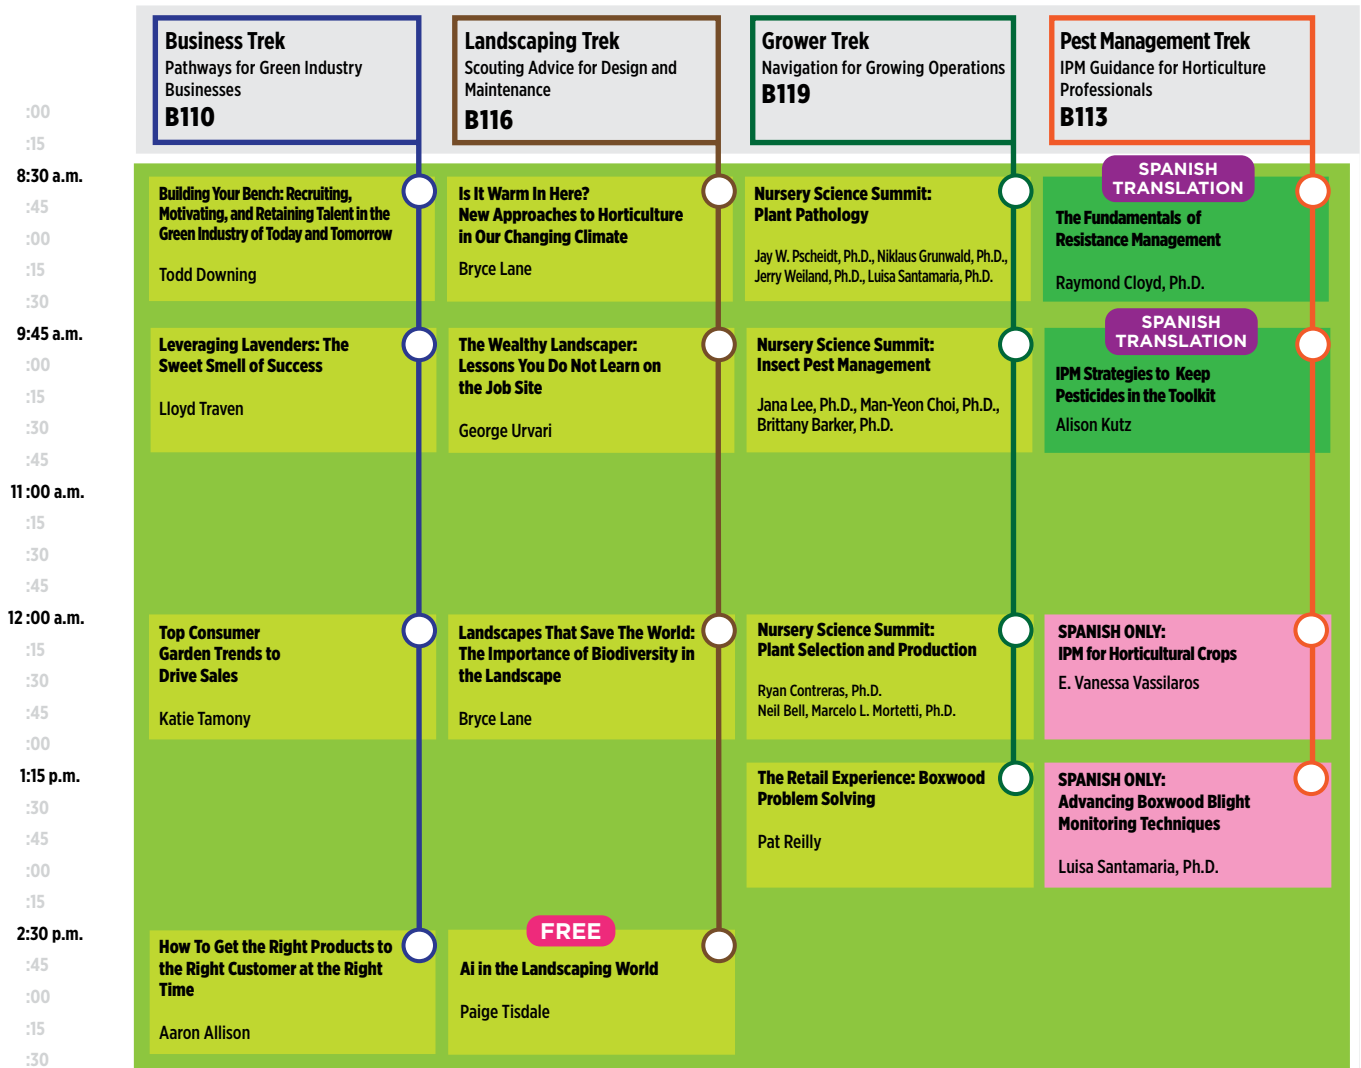 Business Trek
Pathways for Green Industry
Businesses
B110
Landscaping Trek
Scouting Advice for Design and
Maintenance
B116
Grower Trek
Navigation for Growing Operations
B119
Pest Management Trek
IPM Guidance for Horticulture
Professionals
B113
:00
:15
8:30 a.m.
:45
:00
:15
:30
9:45 a.m.
:00
:15
:30
:45
11:00 a.m.
:15
:30
:45
12:00 a.m.
:15
:30
:45
:00
1:15 p.m.
:30
:45
:00
:15
2:30 p.m.
:45
:00
:15
:30
Building Your Bench: Recruiting,
Motivating, and Retaining Talent in the
Green Industry of Today and Tomorrow
Todd Downing
Is It Warm In Here?
New Approaches to Horticulture
in Our Changing Climate
Bryce Lane
Nursery Science Summit:
Plant Pathology
Jay W. Pscheidt, Ph.D., Niklaus Grunwald, Ph.D.,
Jerry Weiland, Ph.D., Luisa Santamaria, Ph.D.
SPANISH
TRANSLATION
The Fundamentals of
Resistance Management
Raymond Cloyd, Ph.D.
Leveraging Lavenders: The
Sweet Smell of Success
Lloyd Traven
The Wealthy Landscaper:
Lessons You Do Not Learn on
the Job Site
George Urvari
Nursery Science Summit:
Insect Pest Management
Jana Lee, Ph.D., Man-Yeon Choi, Ph.D.,
Brittany Barker, Ph.D.
SPANISH
TRANSLATION
IPM Strategies to Keep
Pesticides in the Toolkit
Alison Kutz
Top Consumer
Garden Trends to
Drive Sales
Katie Tamony
Landscapes That Save The World:
The Importance of Biodiversity in
the Landscape
Bryce Lane
Nursery Science Summit:
Plant Selection and Production
Ryan Contreras, Ph.D.
Neil Bell, Marcelo L. Mortetti, Ph.D.
SPANISH ONLY:
IPM for Horticultural Crops
E. Vanessa Vassilaros
The Retail Experience: Boxwood
Problem Solving
Pat Reilly
SPANISH ONLY:
Advancing Boxwood Blight
Monitoring Techniques
Luisa Santamaria, Ph.D.
How To Get the Right Products to
the Right Customer at the Right
Time
Aaron Allison
FREE
Ai in the Landscaping World
Paige Tisdale